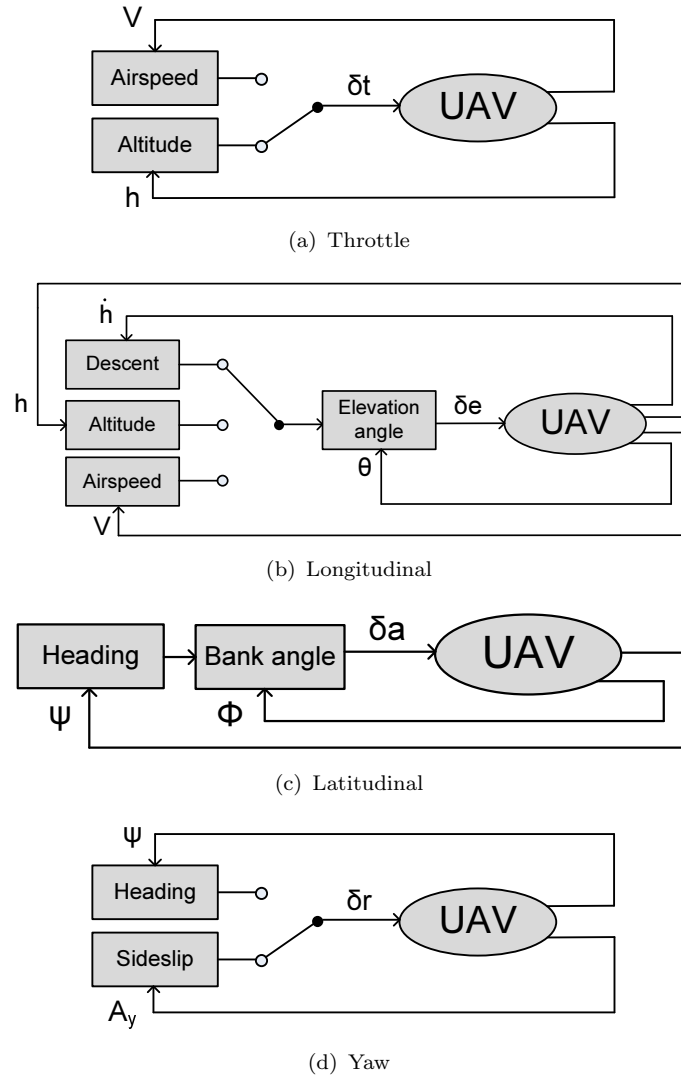 V
Airspeed
δt
UAV
Altitude
h
(a) Throttle
ḣ
Descent
h
Altitude
Elevation
angle
δe
UAV
θ
Airspeed
V
(b) Longitudinal
Heading
Bank angle
δa
UAV
Ψ
Φ
(c) Latitudinal
Ψ
Heading
δr
UAV
Sideslip
Ay
(d) Yaw